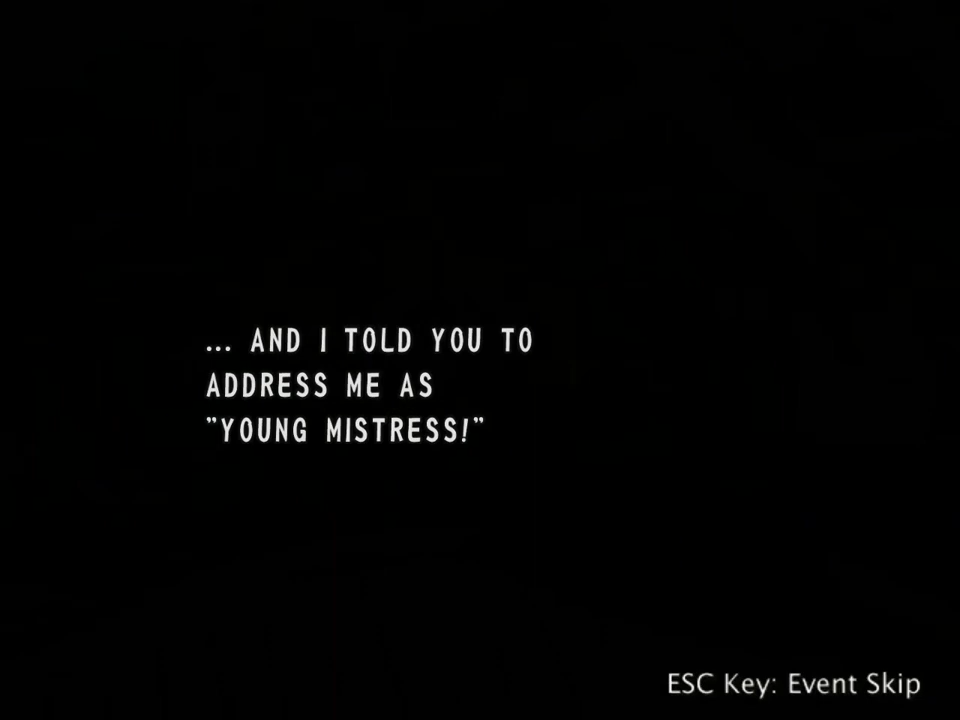 ... AND I TOLD YOU TO
ADDRESS ME AS
"YOUNG MISTRESS!"
ESC Key: Event Skip